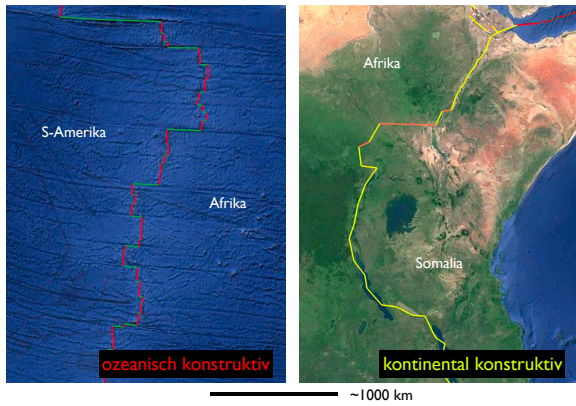 S-Amerika
Afrika
ozeanisch konstruktiv
Afrika
Somalia
kontinental konstruktiv
~1000 km